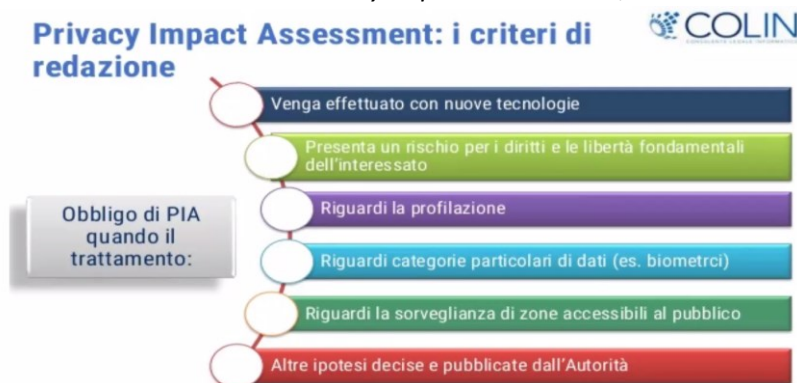 Privacy Impact Assessment: i criteri di
redazione
COLIN
Venga effettuato con nuove tecnologie
Presenta un rischio per i diritti e le libertà fondamentali
dell'interessato
Obbligo di PIA
quando il
trattamento:
Riguardi la profilazione
Riguardi categorie particolari di dati (es. biometrci)
Riguardi la sorveglianza di zone accessibili al pubblico
Altre ipotesi decise e pubblicate dall'Autorità